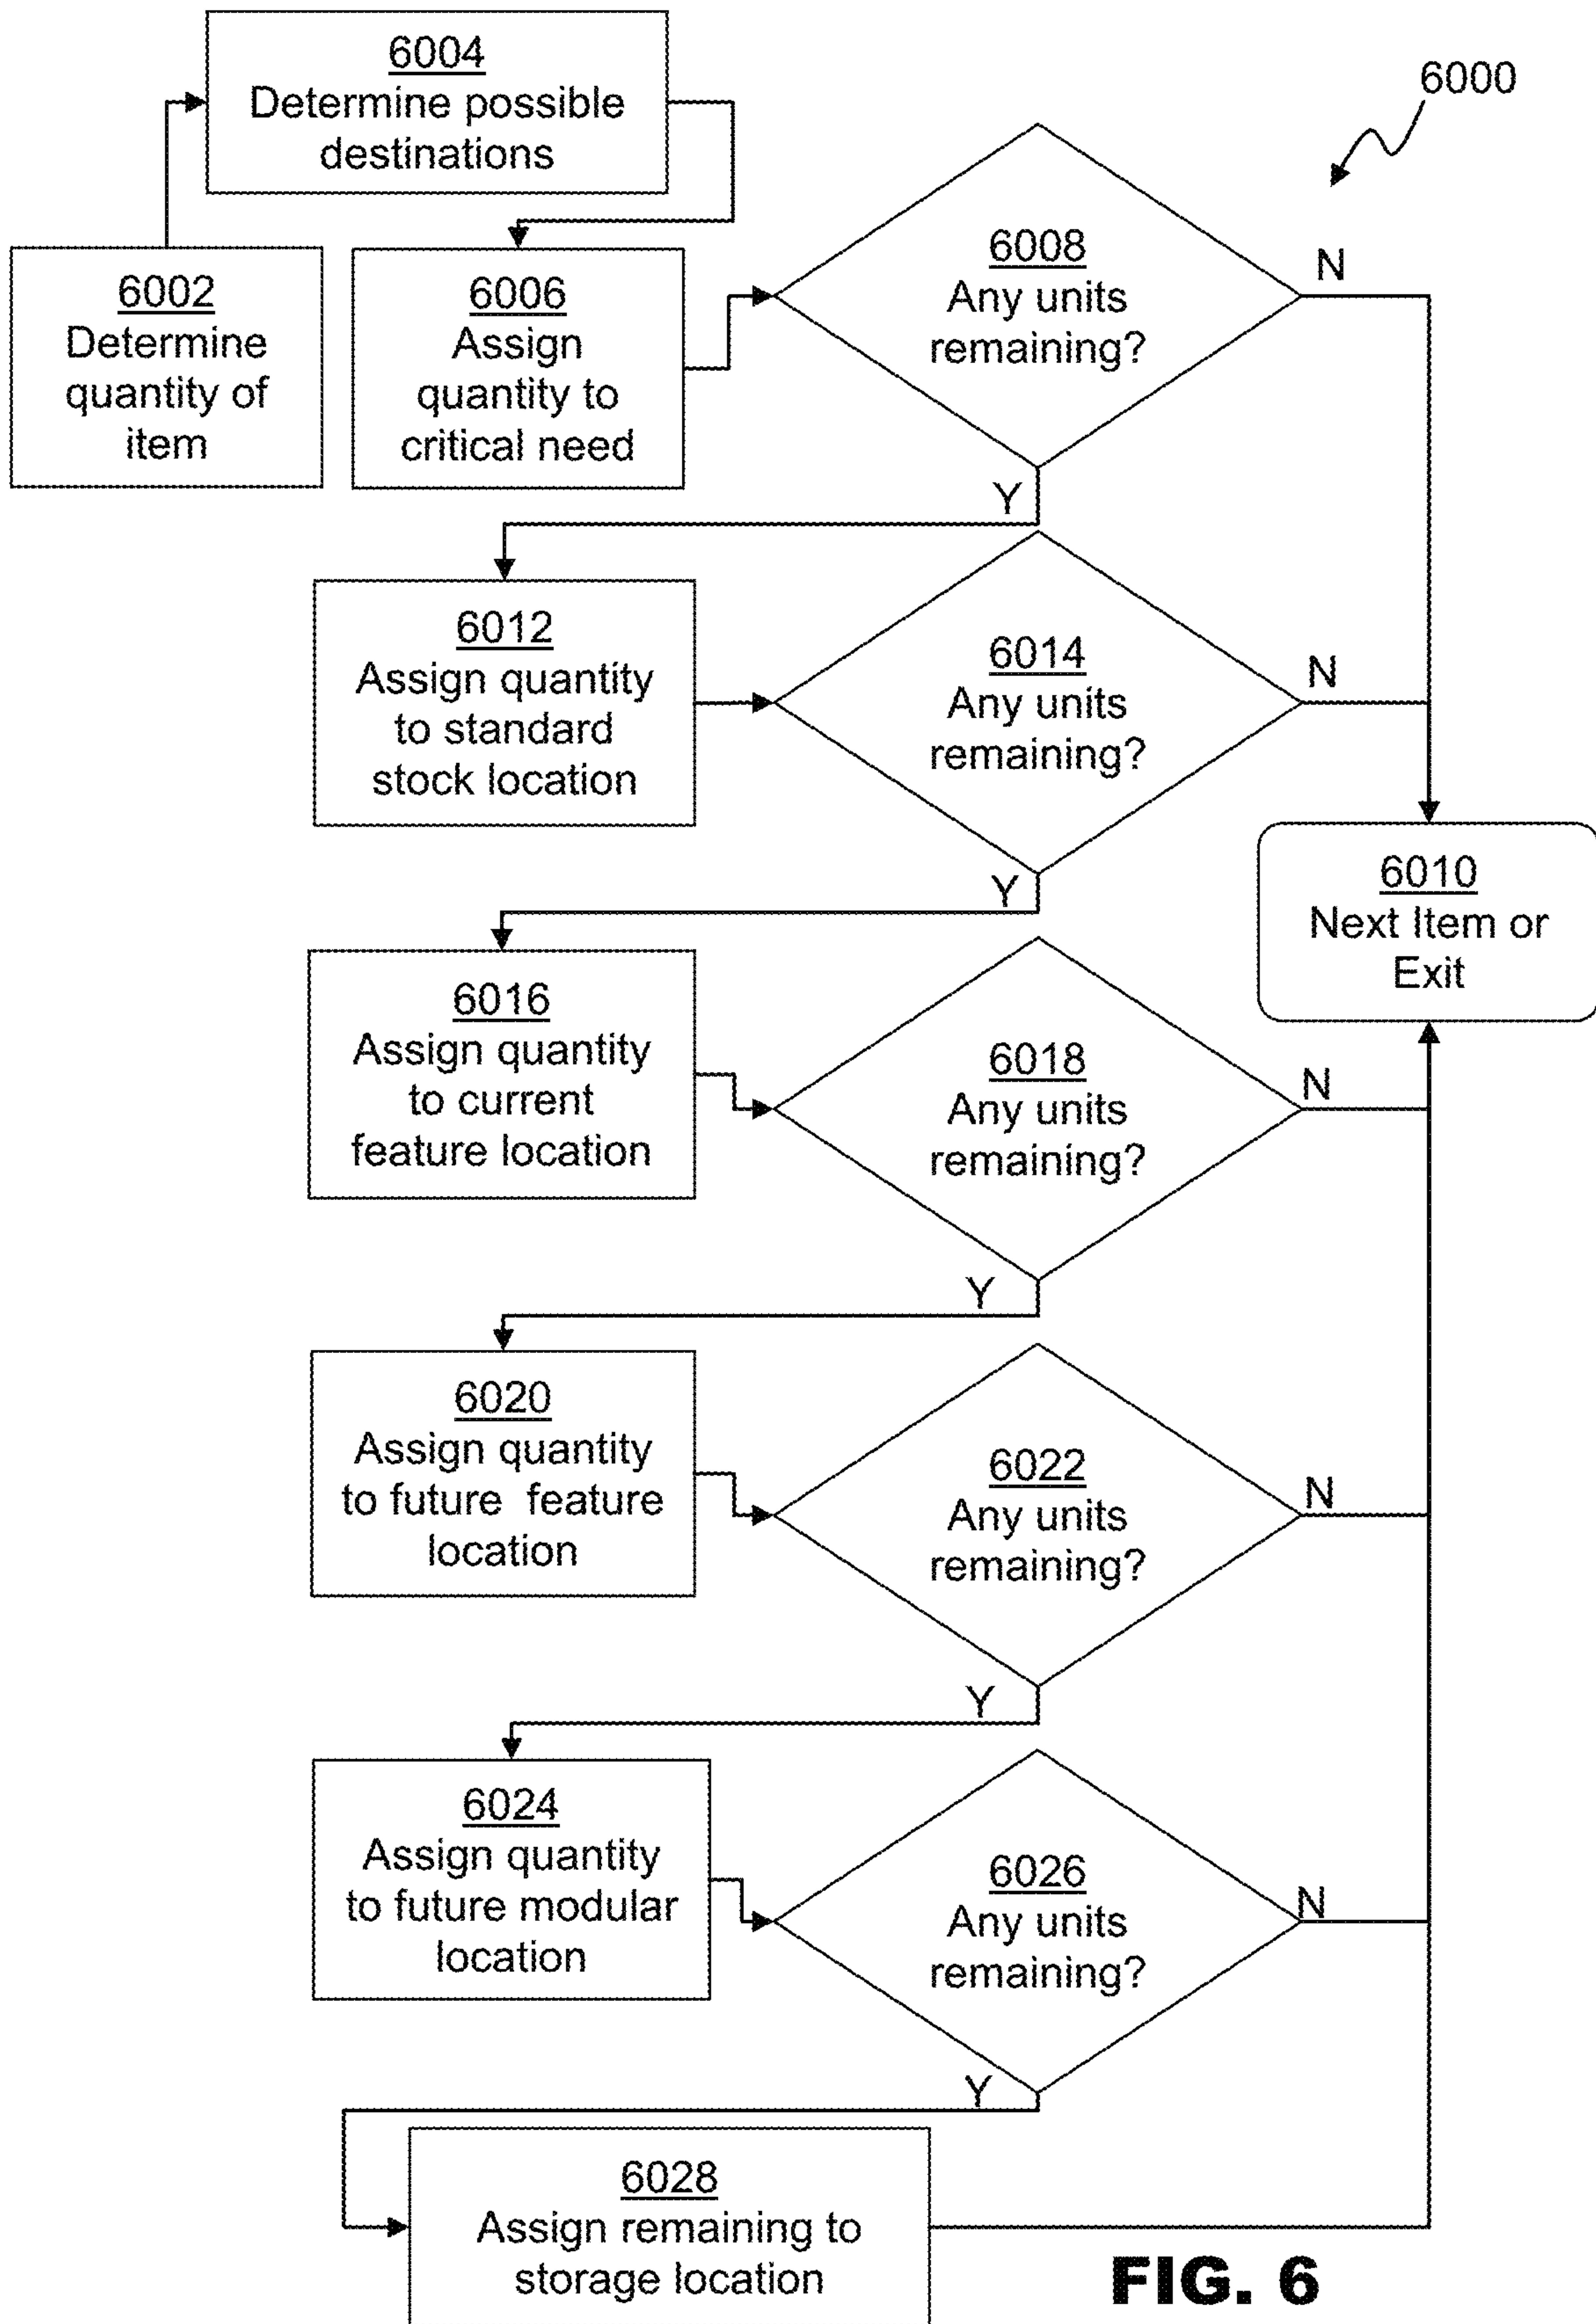 6004
Determine possible
destinations
6000
6002
Determine
quantity of
item
6006
Assign
quantity to
critical need
6008
Any units
remaining?
N
Y
6012
Assign quantity
to standard
stock location
6014
Any units
remaining?
N
Y
6010
Next Item or
Exit
6016
Assign quantity
to current
feature location
6018
Any units
remaining?
N
Y
6020
Assign quantity
to future feature
location
6022
Any units
remaining?
N
Y
6024
Assign quantity
to future modular
location
6026
Any units
remaining?
N
Y
6028
Assign remaining to
storage location
FIG. 6